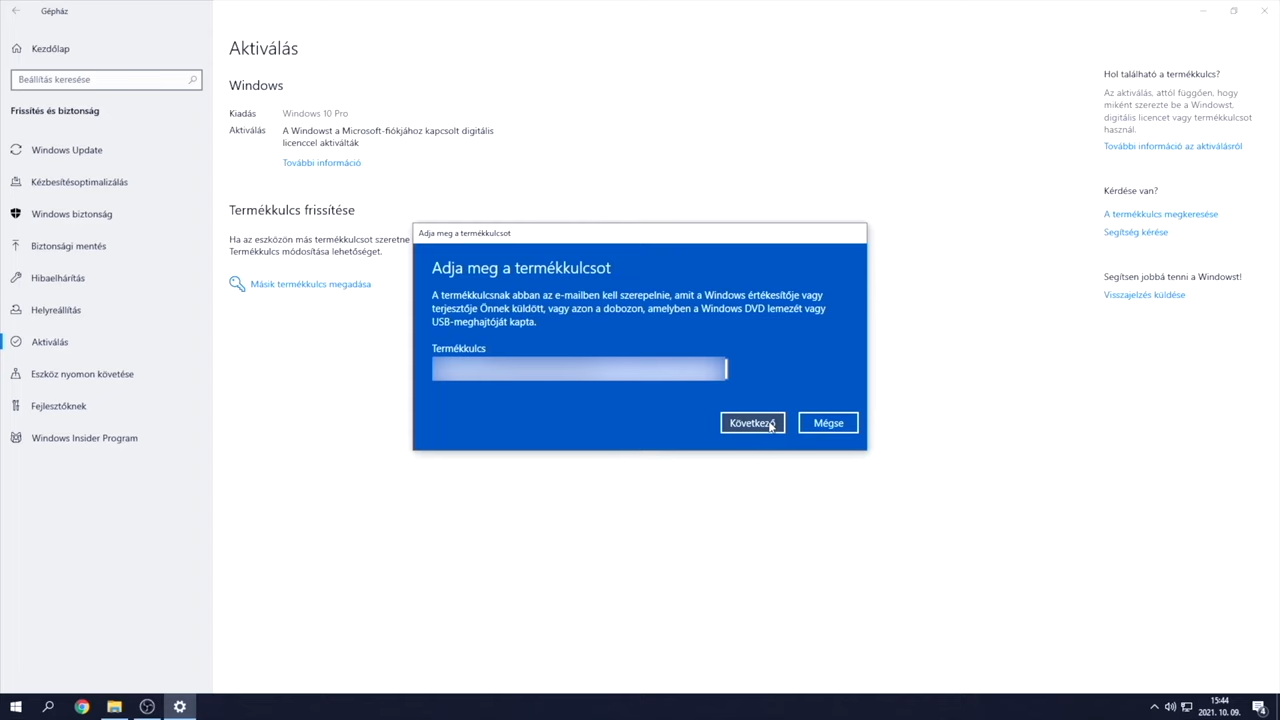 Gépház
Kezdőlap
Beállítás keresése
Frissítés és biztonság
Windows Update
Kézbesítésoptimalizálás
Windows biztonság
Biztonsági mentés
Hibaelhárítás
Helyreállítás
Aktiválás
Eszköz nyomon követése
Fejlesztőknek
Windows Insider Program
Aktiválás
Windows
Kiadás Windows 10 Pro
Aktiválás A Windowst a Microsoft-fiókjához kapcsolt digitális
licenccel aktiválták
További információ
Termékkulcs frissítése
Ha az eszközön más termékkulcsot szeretne
Termékkulcs módosítása lehetőséget.
Másik termékkulcs megadása
Adja meg a termékkulcsot
Adja meg a termékkulcsot
A termékkulcsnak abban az e-mailben kell szerepelnie, amit a Windows értékesítője vagy
terjesztője Önnek küldött, vagy azon a dobozon, amelyben a Windows DVD lemezét vagy
USB-meghajtóját kapta.
Termékkulcs
Következő Mégse
Hol található a termékkulcs?
Az aktiválás, attól függően, hogy
miként szerezte be a Windowst,
digitális licencet vagy termékkulcsot
használ.
További információ az aktiválásról
Kérdése van?
A termékkulcs megkeresése
Segítség kérése
Segítsen jobbá tenni a Windowst!
Visszajelzés küldése
15:44
2021. 10. 09.
4